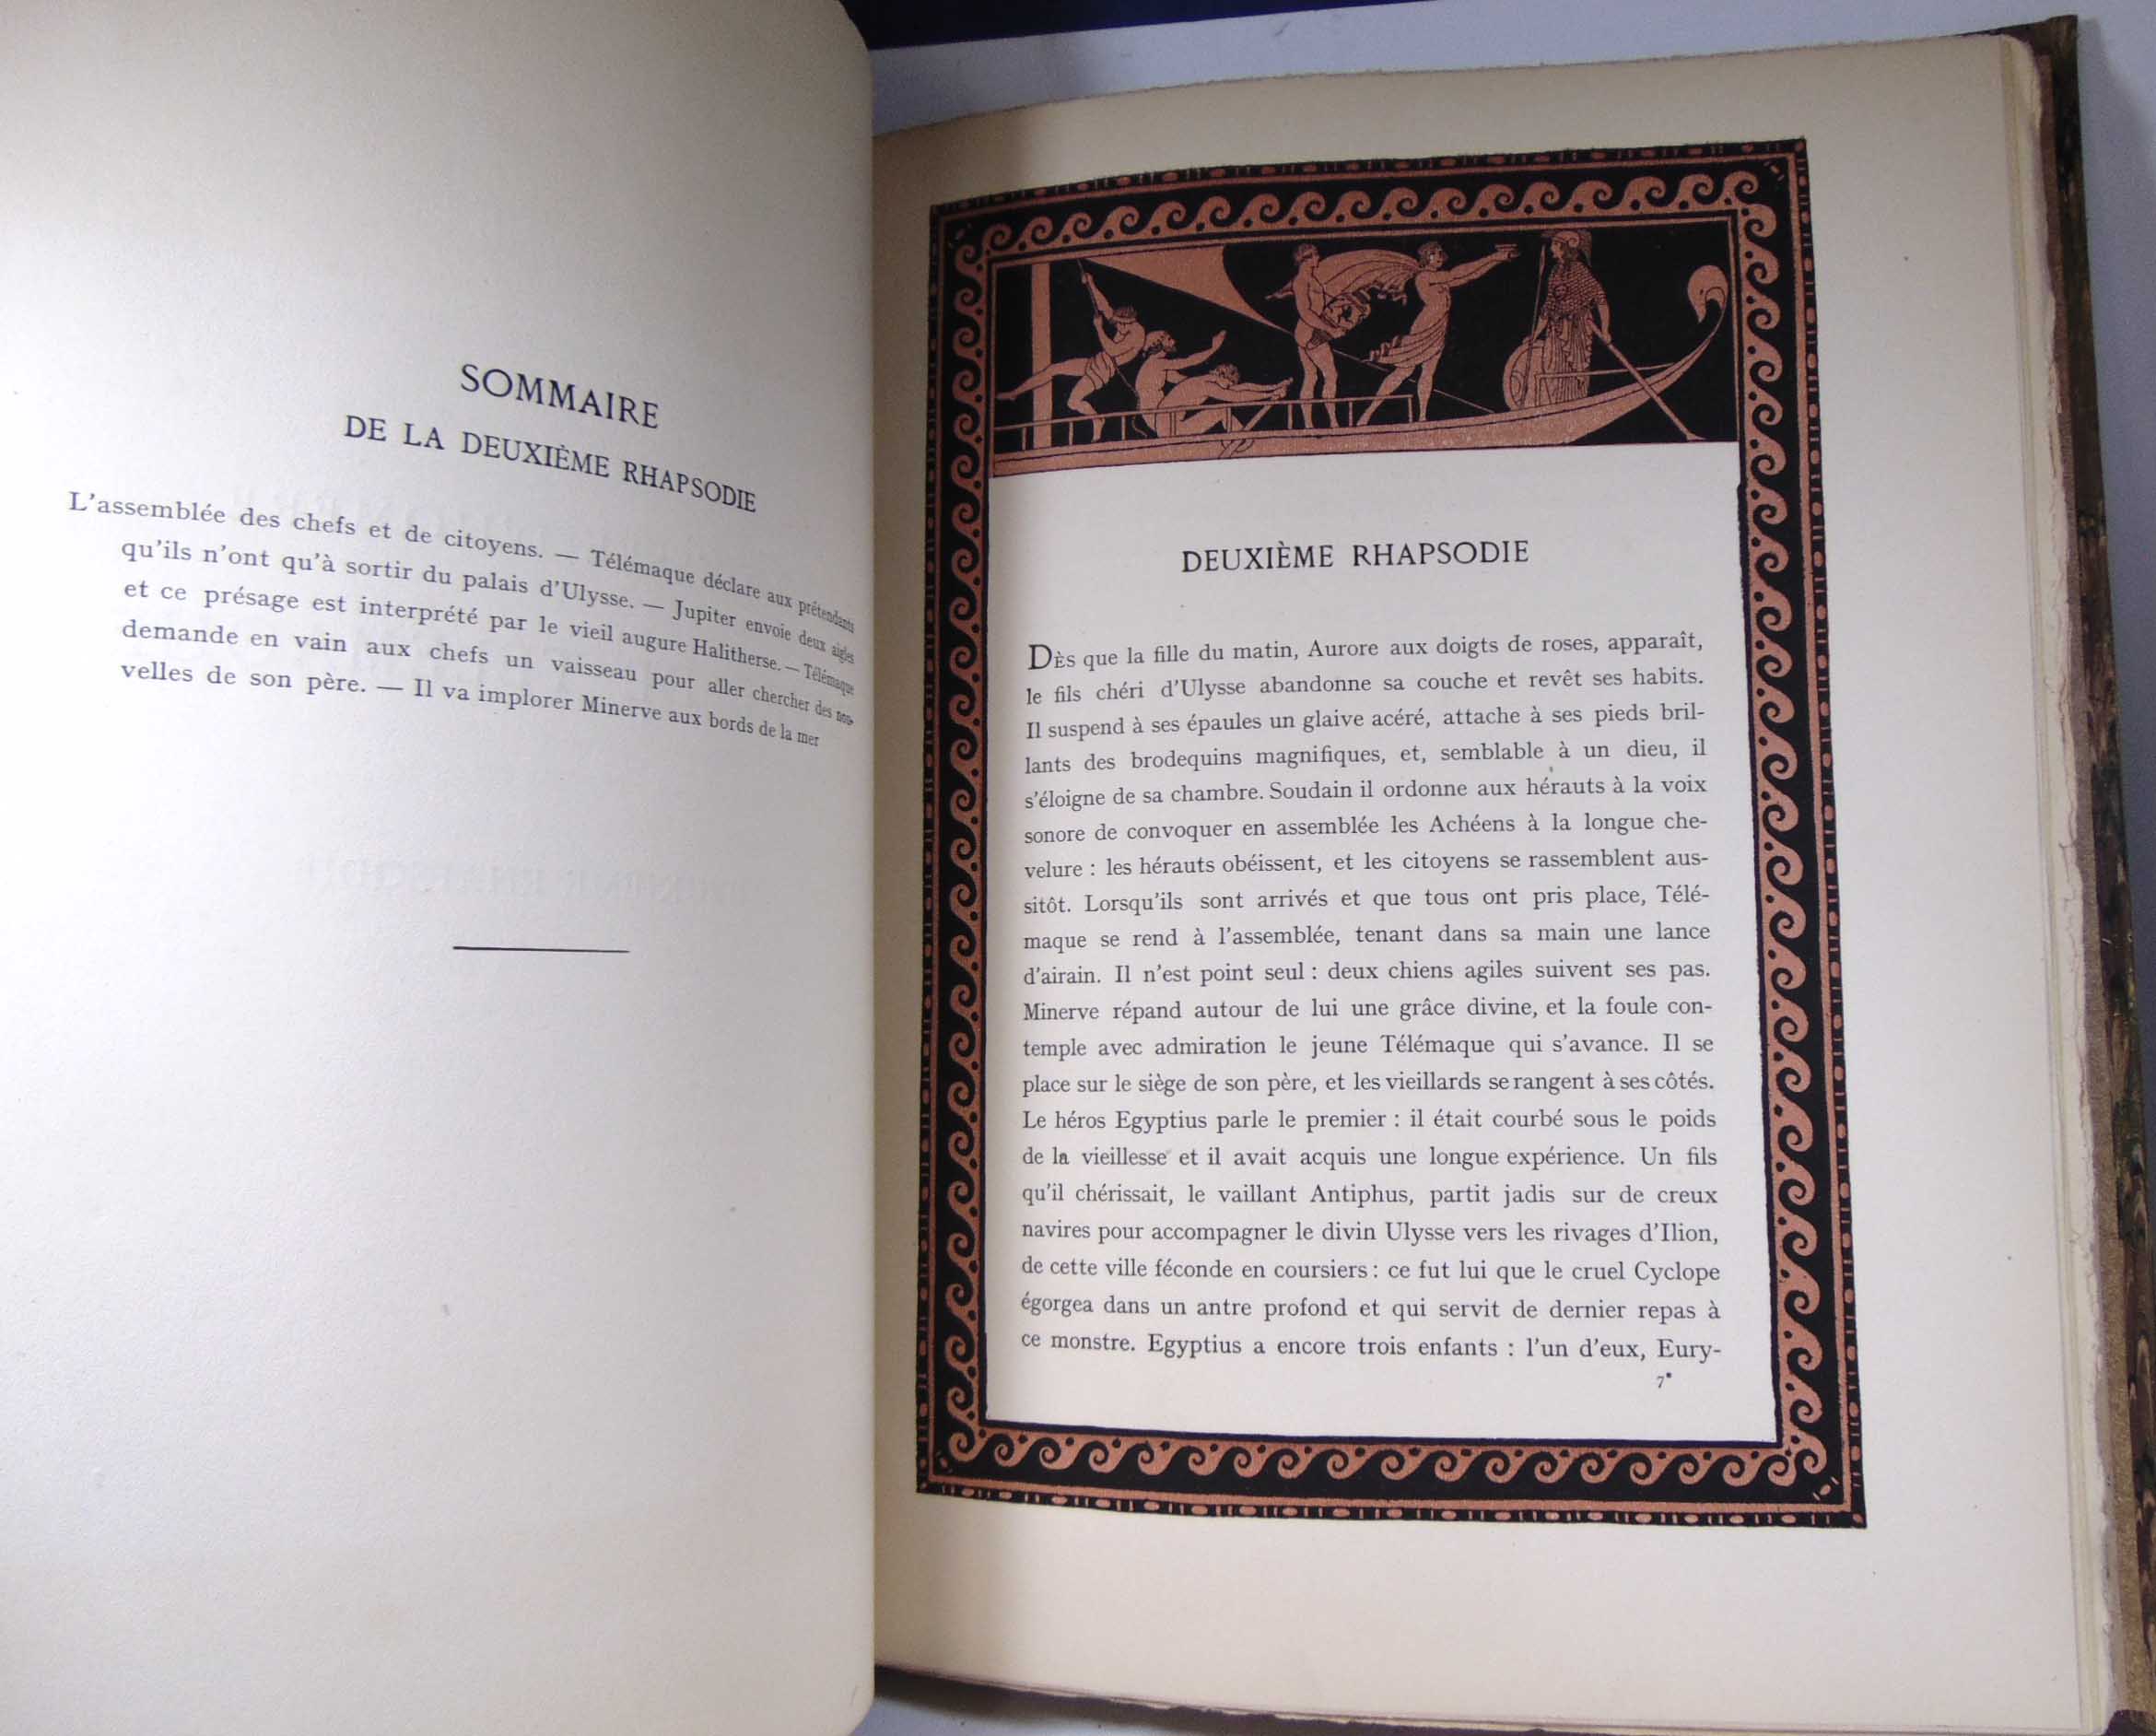 SOMMAIRE
DE LA DEUXIÈME RHAPSODIE
L'assemblée des chefs et de citoyens. — Télémaque déclare aux prétendants
qu'ils n'ont qu'à sortir du palais d'Ulysse. — Jupiter envoie deux aigles
et ce présage est interprété par le vieil augure Halitherse. — Télémaque
demande en vain aux chefs un vaisseau pour aller chercher des nou-
velles de son père. — Il va implorer Minerve aux bords de la mer
DEUXIÈME RHAPSODIE
DÈS que la fille du matin, Aurore aux doigts de roses, apparaît,
le fils chéri d'Ulysse abandonne sa couche et revêt ses habits.
Il suspend à ses épaules un glaive acéré, attache à ses pieds bril-
lants des brodequins magnifiques, et, semblable à un dieu, il
s'éloigne de sa chambre. Soudain il ordonne aux hérauts à la voix
sonore de convoquer en assemblée les Achéens à la longue che-
velure : les hérauts obéissent, et les citoyens se rassemblent aus-
sitôt. Lorsqu'ils sont arrivés et que tous ont pris place, Télé-
maque se rend à l'assemblée, tenant dans sa main une lance
d'airain. Il n'est point seul : deux chiens agiles suivent ses pas.
Minerve répand autour de lui une grâce divine, et la foule con-
temple avec admiration le jeune Télémaque qui s'avance. Il se
place sur le siège de son père, et les vieillards se rangent à ses côtés.
Le héros Egyptius parle le premier : il était courbé sous le poids
de la vieillesse et il avait acquis une longue expérience. Un fils
qu'il chérissait, le vaillant Antiphus, partit jadis sur de creux
navires pour accompagner le divin Ulysse vers les rivages d'Ilion,
de cette ville féconde en coursiers : ce fut lui que le cruel Cyclope
égorgea dans un antre profond et qui servit de dernier repas à
ce monstre. Egyptius a encore trois enfants : l'un d'eux, Eury-
7*